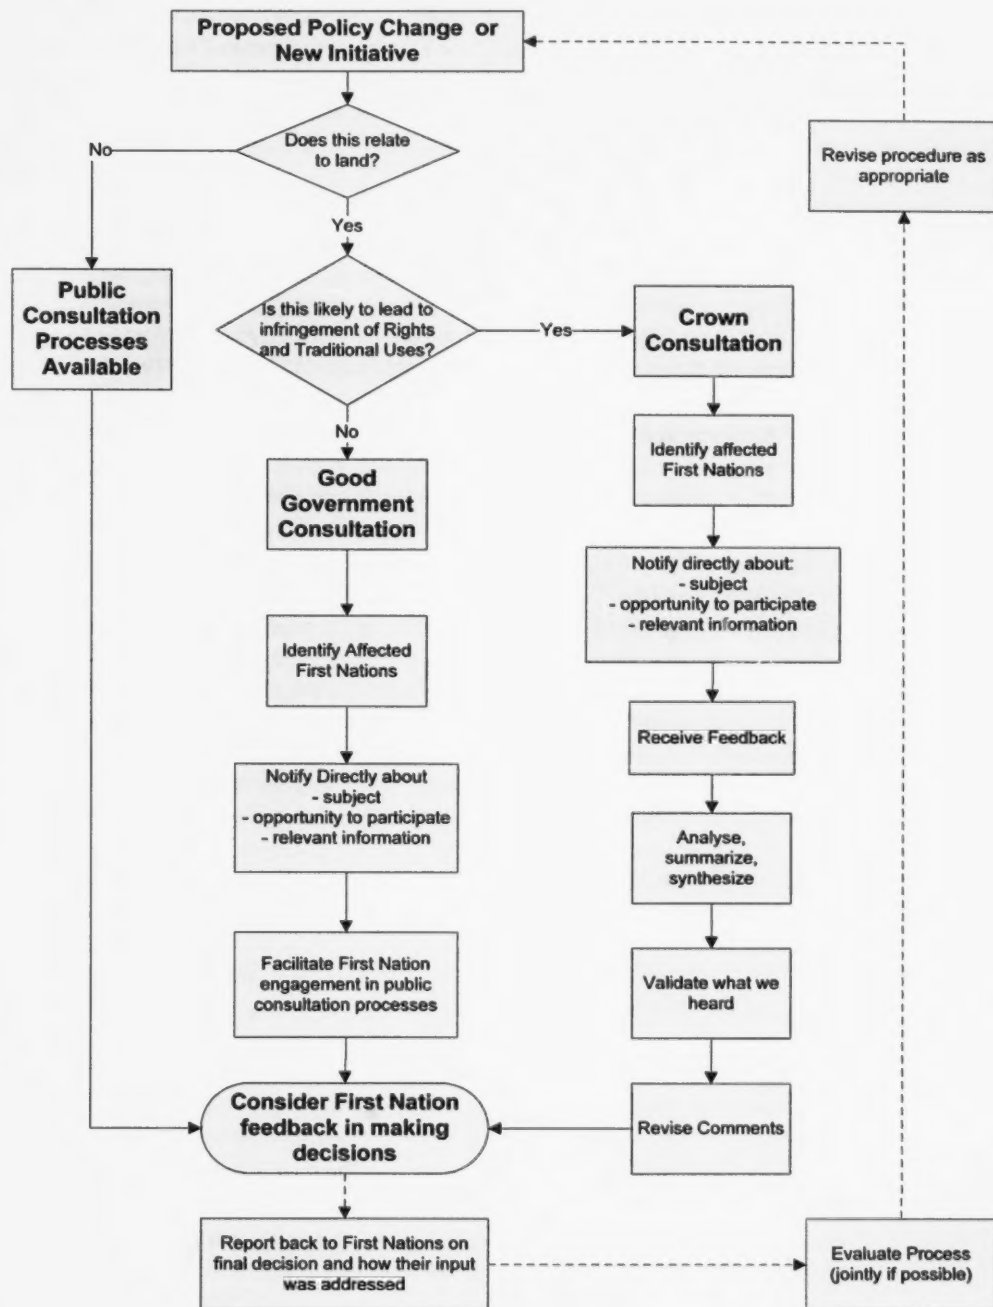 Proposed Policy Change or
New Initiative
Does this relate
to land?
No
Revise procedure as
appropriate
Yes
Public
Consultation
Processes
Available
Is this likely to lead to
infringement of Rights
and Traditional Uses?
Yes
Crown
Consultation
No
Good
Government
Consultation
Identify affected
First Nations
Notify directly about:
- subject
- opportunity to participate
- relevant information
Identify Affected
First Nations
Receive Feedback
Notify Directly about
- subject
- opportunity to participate
- relevant information
Analyse,
summarize,
synthesize
Facilitate First Nation
engagement in public
consultation processes
Validate what we
heard
Consider First Nation
feedback in making
decisions
Revise Comments
Report back to First Nations on
final decision and how their input
was addressed
Evaluate Process
(jointly if possible)